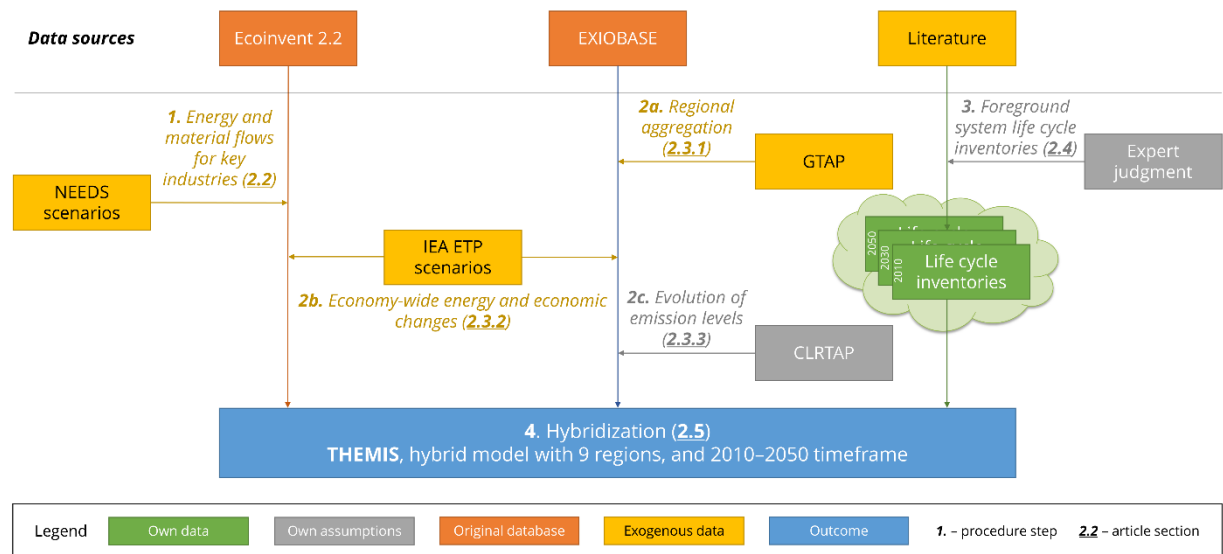 Data sources
Ecoinvent 2.2
EXIOBASE
Literature
1. Energy and
material flows
for key
industries (2.2)
2a. Regional
aggregation
(2.3.1)
3. Foreground
system life cycle
inventories (2.4)
GTAP
Expert
judgment
NEEDS
scenarios
IEA ETP
scenarios
2b. Economy-wide energy and economic
changes (2.3.2)
2c. Evolution of
emission levels
(2.3.3)
CLRTAP
2050
2030
2010
Life cycle
Life cycle
Life cycle
inventories
4. Hybridization (2.5)
THEMIS, hybrid model with 9 regions, and 2010–2050 timeframe
Legend
Own data
Own assumptions
Original database
Exogenous data
Outcome
1. – procedure step
2.2 – article section